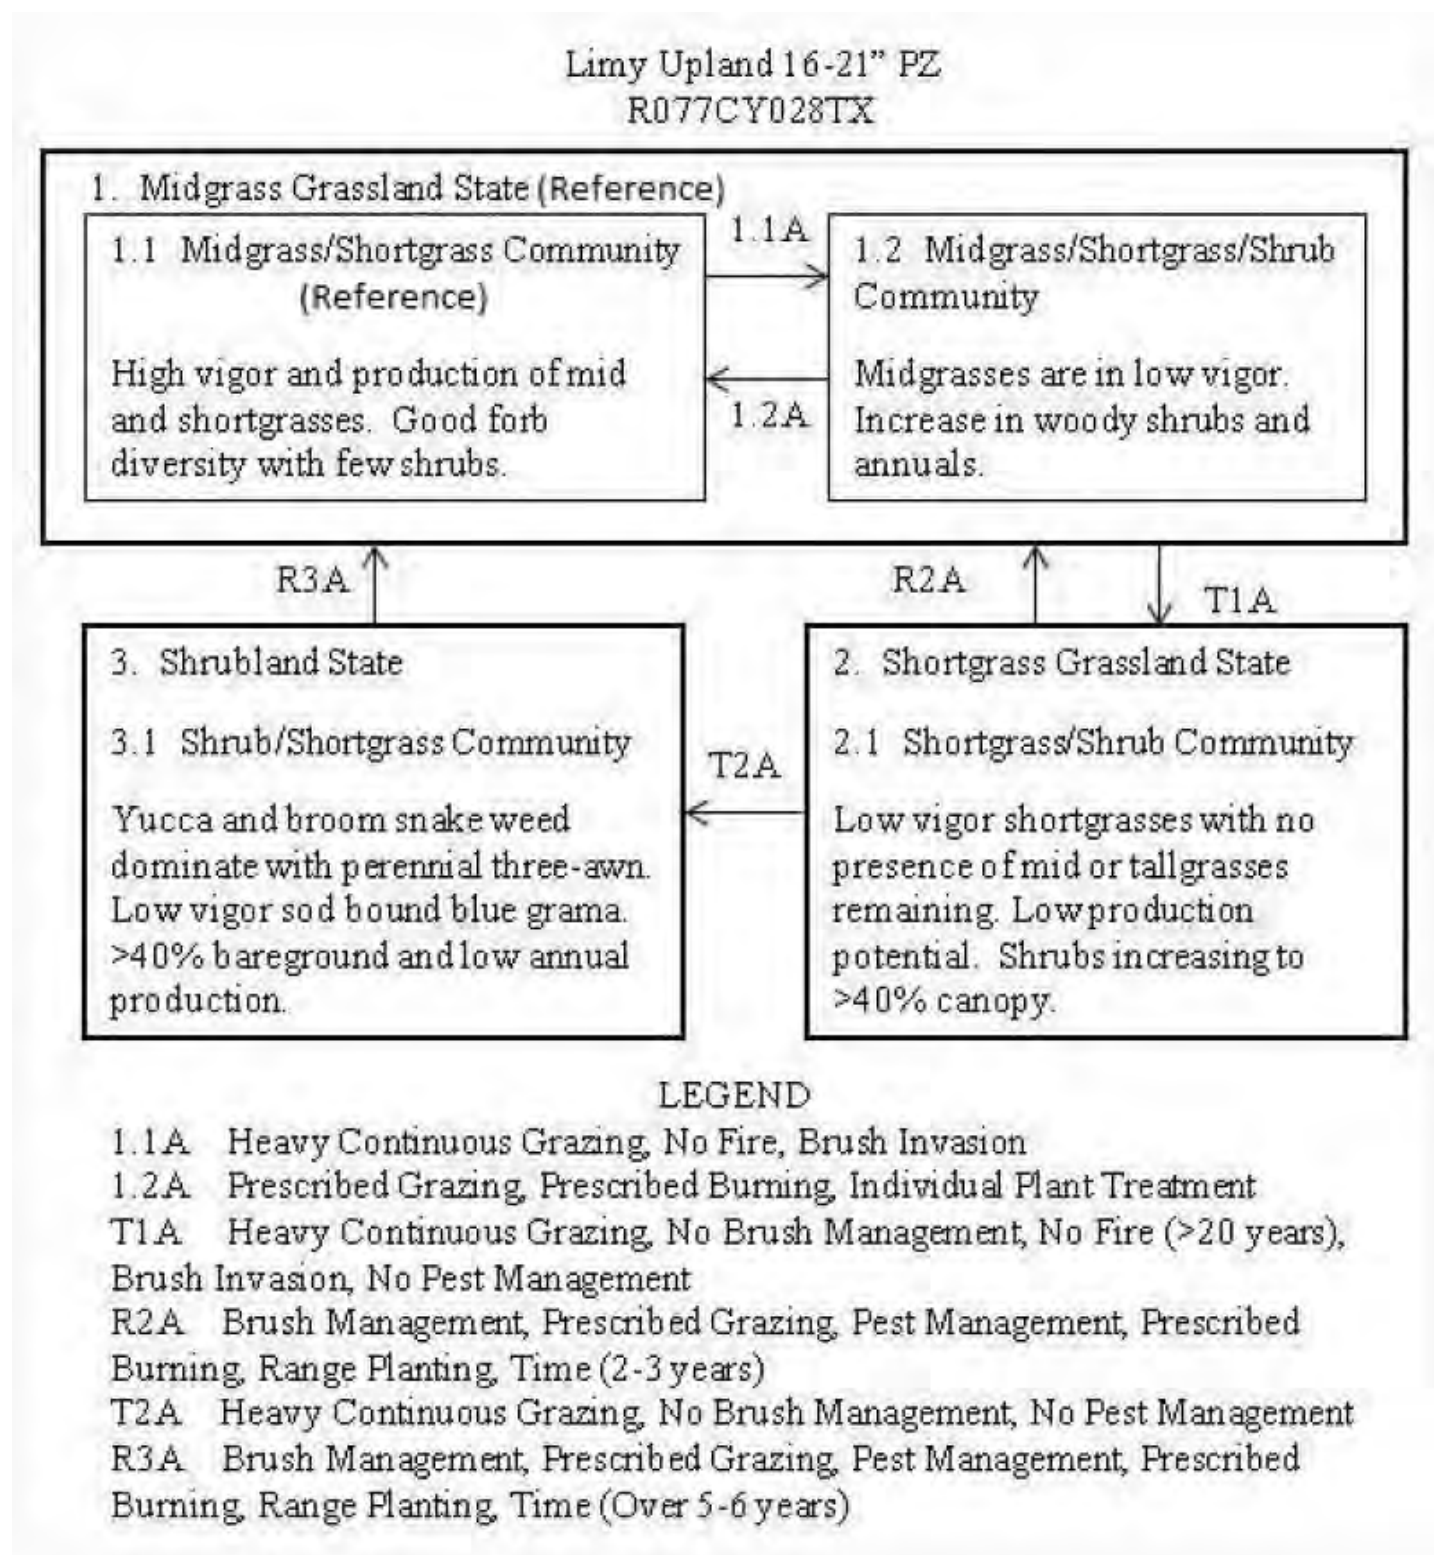 Limy Upland 16-21” PZ
R077CY028TX
1. Midgrass Grassland State (Reference)
1.1 Midgrass/Shortgrass Community
(Reference)
High vigor and production of mid
and shortgrasses. Good forb
diversity with few shrubs.
1.1A
1.2A
1.2 Midgrass/Shortgrass/Shrub
Community
Midgrasses are in low vigor.
Increase in woody shrubs and
annuals.
R3A
R2A
T1A
3. Shrubland State
3.1 Shrub/Shortgrass Community
Yucca and broom snakeweed
dominate with perennial three-awn.
Low vigor sod bound blue grama.
>40% bareground and low annual
production.
T2A
2. Shortgrass Grassland State
2.1 Shortgrass/Shrub Community
Low vigor shortgrasses with no
presence of mid or tallgrasses
remaining. Low production
potential. Shrubs increasing to
>40% canopy.
LEGEND
1.1A Heavy Continuous Grazing, No Fire, Brush Invasion
1.2A Prescribed Grazing, Prescribed Burning, Individual Plant Treatment
T1A Heavy Continuous Grazing, No Brush Management, No Fire (>20 years),
Brush Invasion, No Pest Management
R2A Brush Management, Prescribed Grazing, Pest Management, Prescribed
Burning, Range Planting, Time (2-3 years)
T2A Heavy Continuous Grazing, No Brush Management, No Pest Management
R3A Brush Management, Prescribed Grazing, Pest Management, Prescribed
Burning, Range Planting, Time (Over 5-6 years)